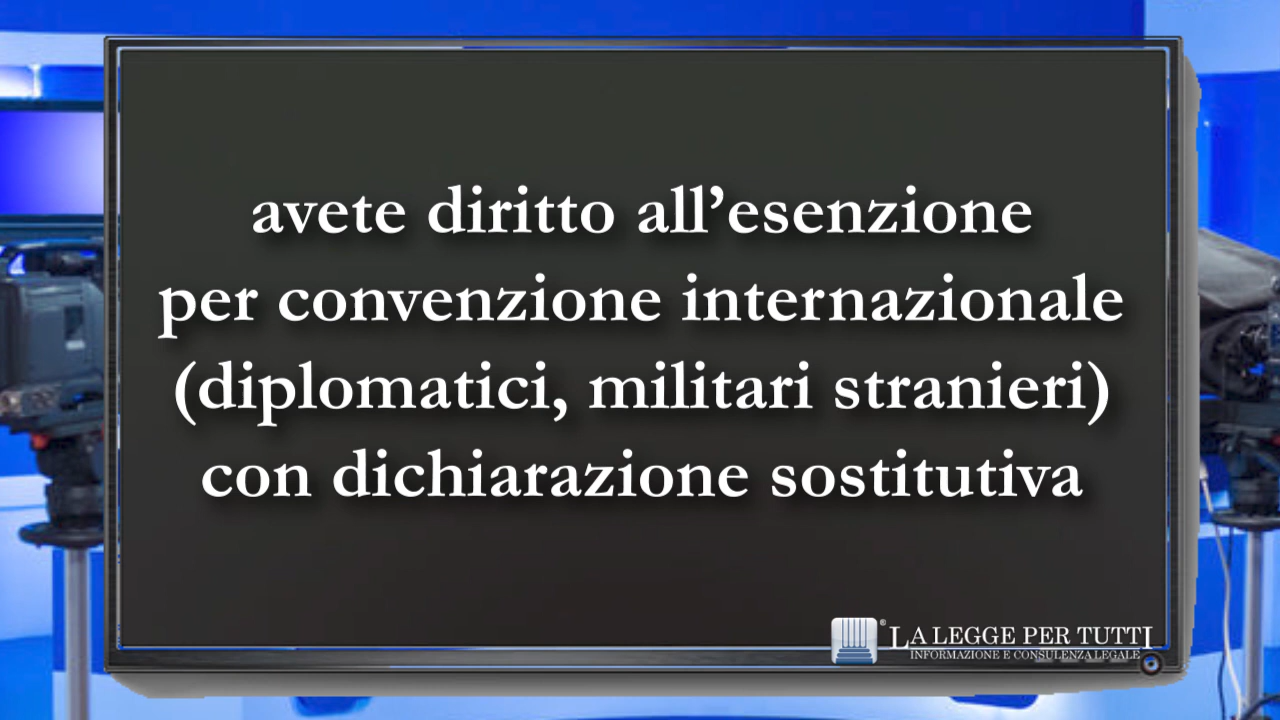 avete diritto all’esenzione
per convenzione internazionale
(diplomatici, militari stranieri)
con dichiarazione sostitutiva
® LA LEGGE PER TUTTI
INFORMAZIONE E CONSULENZA LEGALE